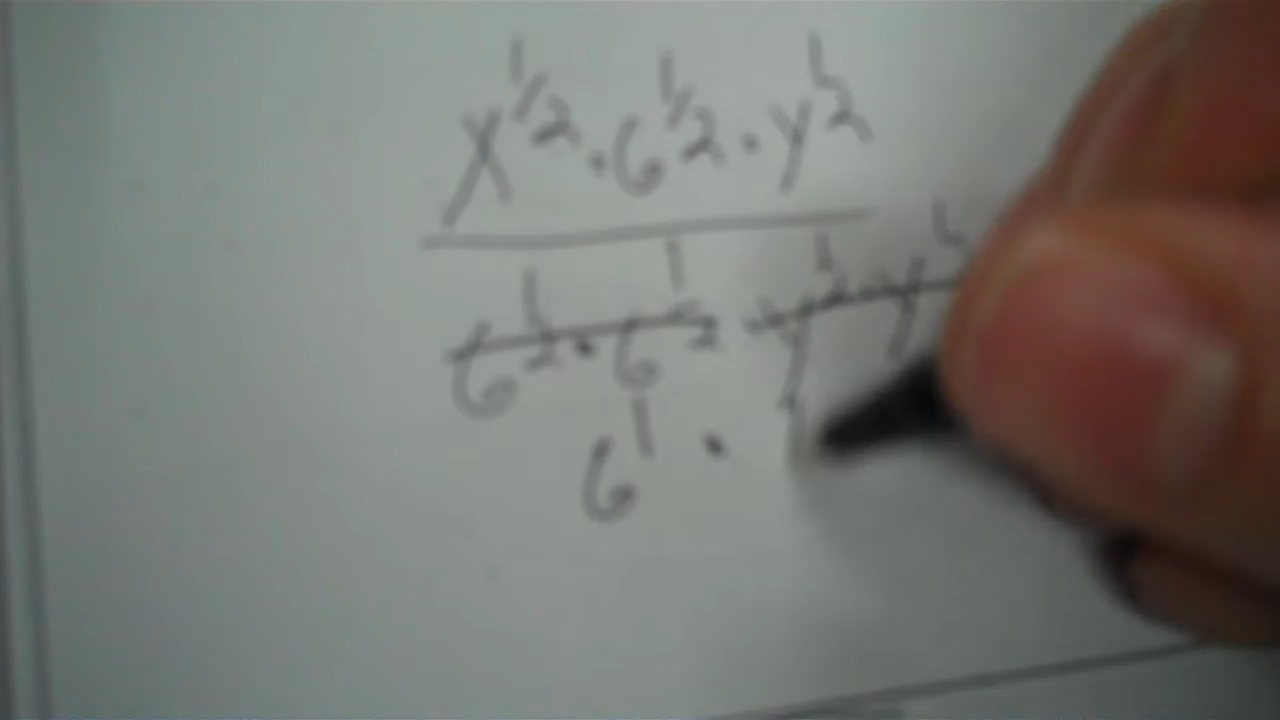 x^1/2 · 6^1/2 · y^1/2
6^1/2 · 6^1/2 · y^1/2 · y^1/2
6^1 ·